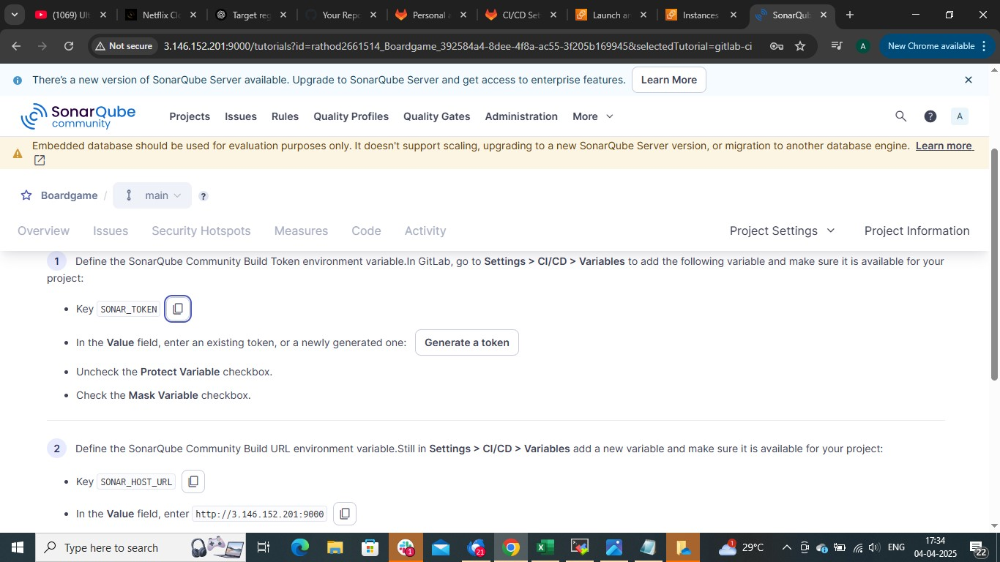 (1069) Ult
Netflix Clo
Target reg
Your Repo
Personal a
CI/CD Set
Launch an
Instances
SonarQub
Not secure
3.146.152.201:9000/tutorials?id=rathod2661514_Boardgame_392584a4-8dee-4f8a-ac55-3f205b169945&selectedTutorial=gitlab-ci
A
New Chrome available
There's a new version of SonarQube Server available. Upgrade to SonarQube Server and get access to enterprise features.
Learn More
SonarQube
community
Projects
Issues
Rules
Quality Profiles
Quality Gates
Administration
More
?
A
Embedded database should be used for evaluation purposes only. It doesn't support scaling, upgrading to a new SonarQube Server version, or migration to another database engine. Learn more
Boardgame / main ?
Overview
Issues
Security Hotspots
Measures
Code
Activity
Project Settings
Project Information
1 Define the SonarQube Community Build Token environment variable.In GitLab, go to Settings > CI/CD > Variables to add the following variable and make sure it is available for your
project:
• Key SONAR_TOKEN
• In the Value field, enter an existing token, or a newly generated one: Generate a token
• Uncheck the Protect Variable checkbox.
• Check the Mask Variable checkbox.
2 Define the SonarQube Community Build URL environment variable.Still in Settings > CI/CD > Variables add a new variable and make sure it is available for your project:
• Key SONAR_HOST_URL
• In the Value field, enter http://3.146.152.201:9000
Type here to search
1
21
1
29°C
ENG
17:34
04-04-2025
22